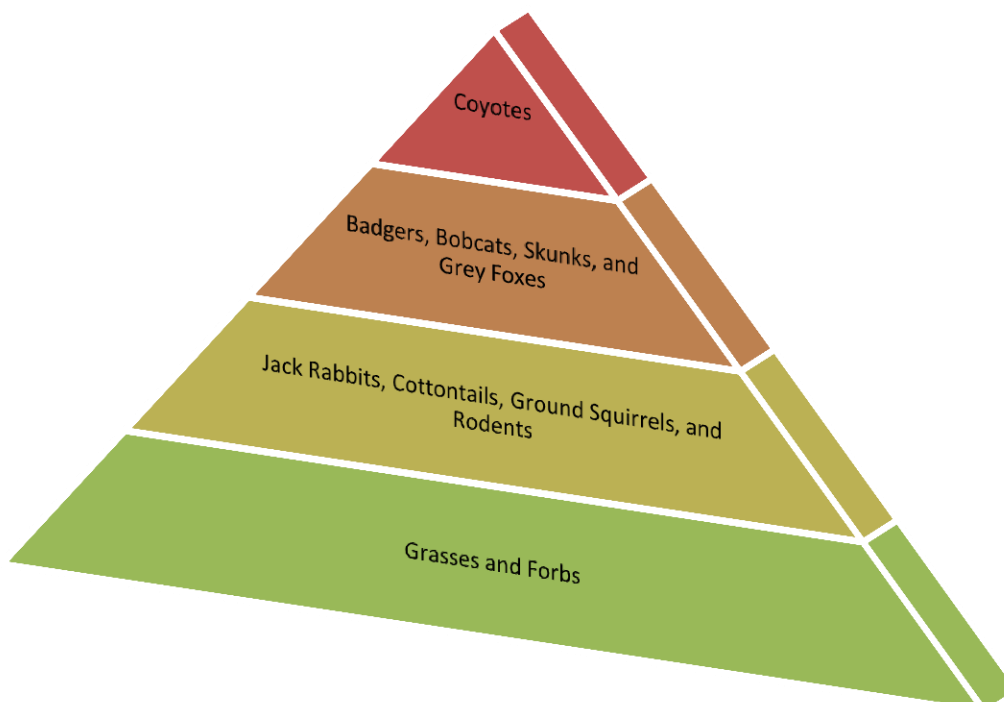 Coyotes
Badgers, Bobcats, Skunks, and
Grey Foxes
Jack Rabbits, Cottontails, Ground Squirrels, and
Rodents
Grasses and Forbs